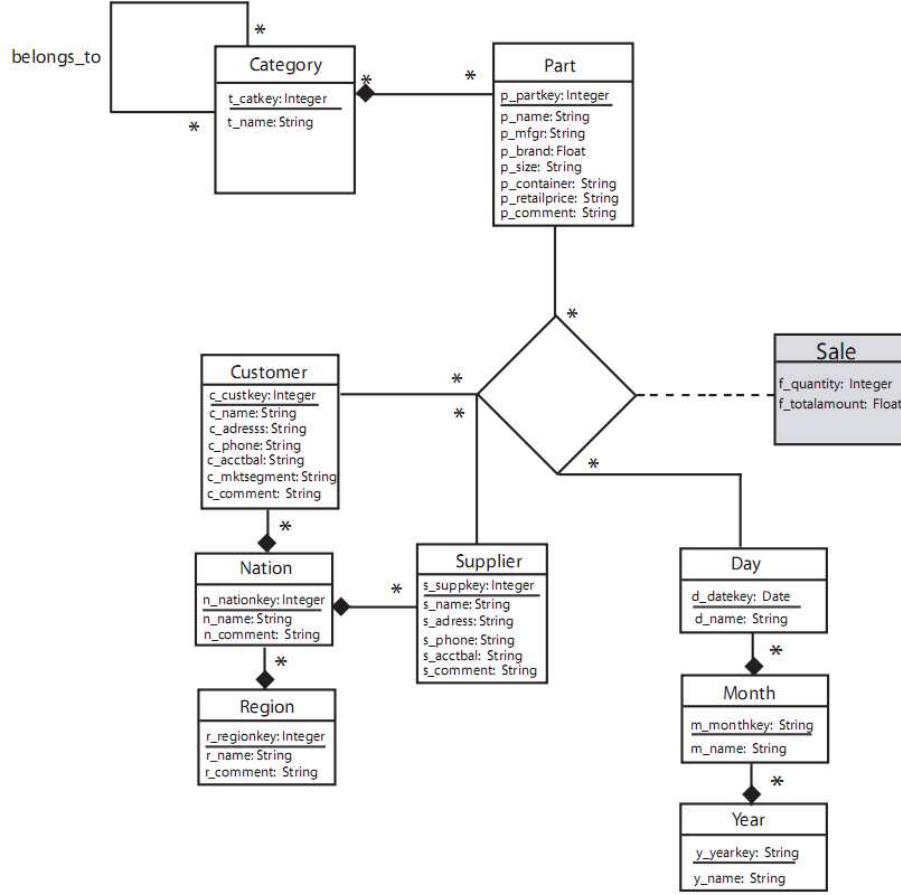 belongs_to
*
*
Category
t_catkey: Integer
t_name: String
*
*
Part
p_partkey: Integer
p_name: String
p_mfgr: String
p_brand: Float
p_size: String
p_container: String
p_retailprice: String
p_comment: String
*
Sale
f_quantity: Integer
f_totalamount: Float
Customer
c_custkey: Integer
c_name: String
c_adresss: String
c_phone: String
c_acctbal: String
c_mktsegment: String
c_comment: String
*
*
*
*
Nation
n_nationkey: Integer
n_name: String
n_comment: String
*
*
Supplier
s_suppkey: Integer
s_name: String
s_adress: String
s_phone: String
s_acctbal: String
s_comment: String
Region
r_regionkey: Integer
r_name: String
r_comment: String
Day
d_datekey: Date
d_name: String
*
Month
m_monthkey: String
m_name: String
*
Year
y_yearkey: String
y_name: String